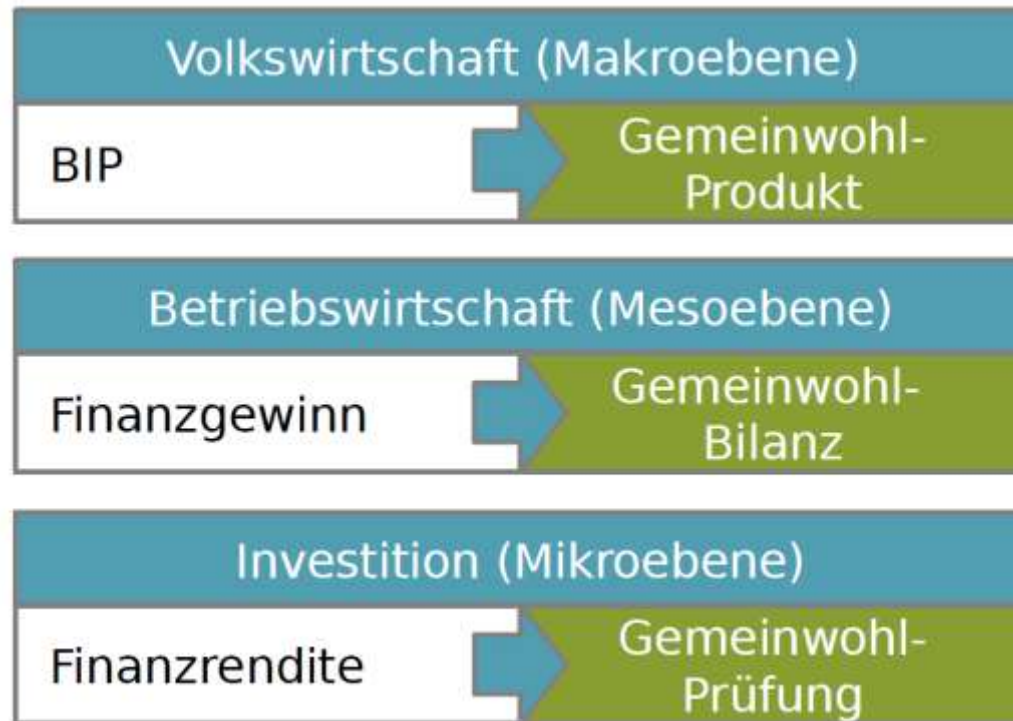 Volkswirtschaft (Makroebene)
BIP
Gemeinwohl-
Produkt
Betriebswirtschaft (Mesoebene)
Finanzgewinn
Gemeinwohl-
Bilanz
Investition (Mikroebene)
Finanzrendite
Gemeinwohl-
Prüfung